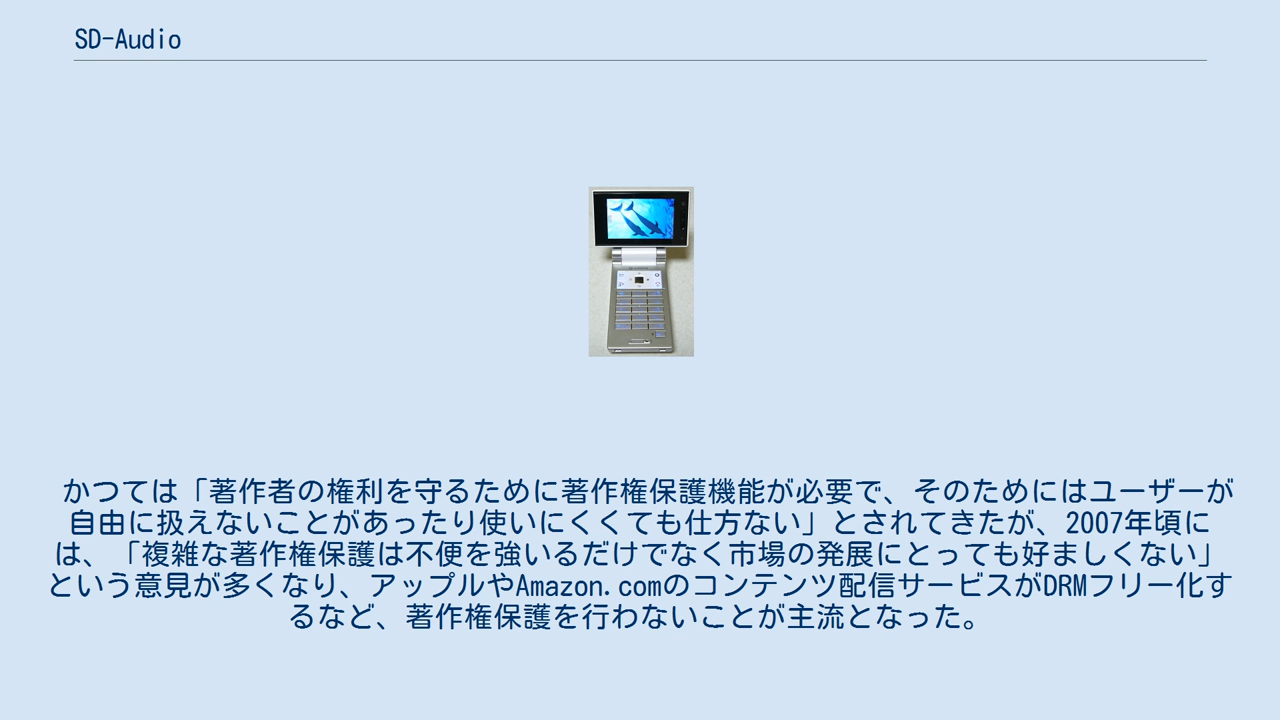 SD-Audio
かつては「著作者の権利を守るために著作権保護機能が必要で、そのためにはユーザーが
自由に扱えないことがあったり使いにくくても仕方ない」とされてきたが、2007年頃に
は、「複雑な著作権保護は不便を強いるだけでなく市場の発展にとっても好ましくない」
という意見が多くなり、アップルやAmazon.comのコンテンツ配信サービスがDRMフリー化す
るなど、著作権保護を行わないことが主流となった。